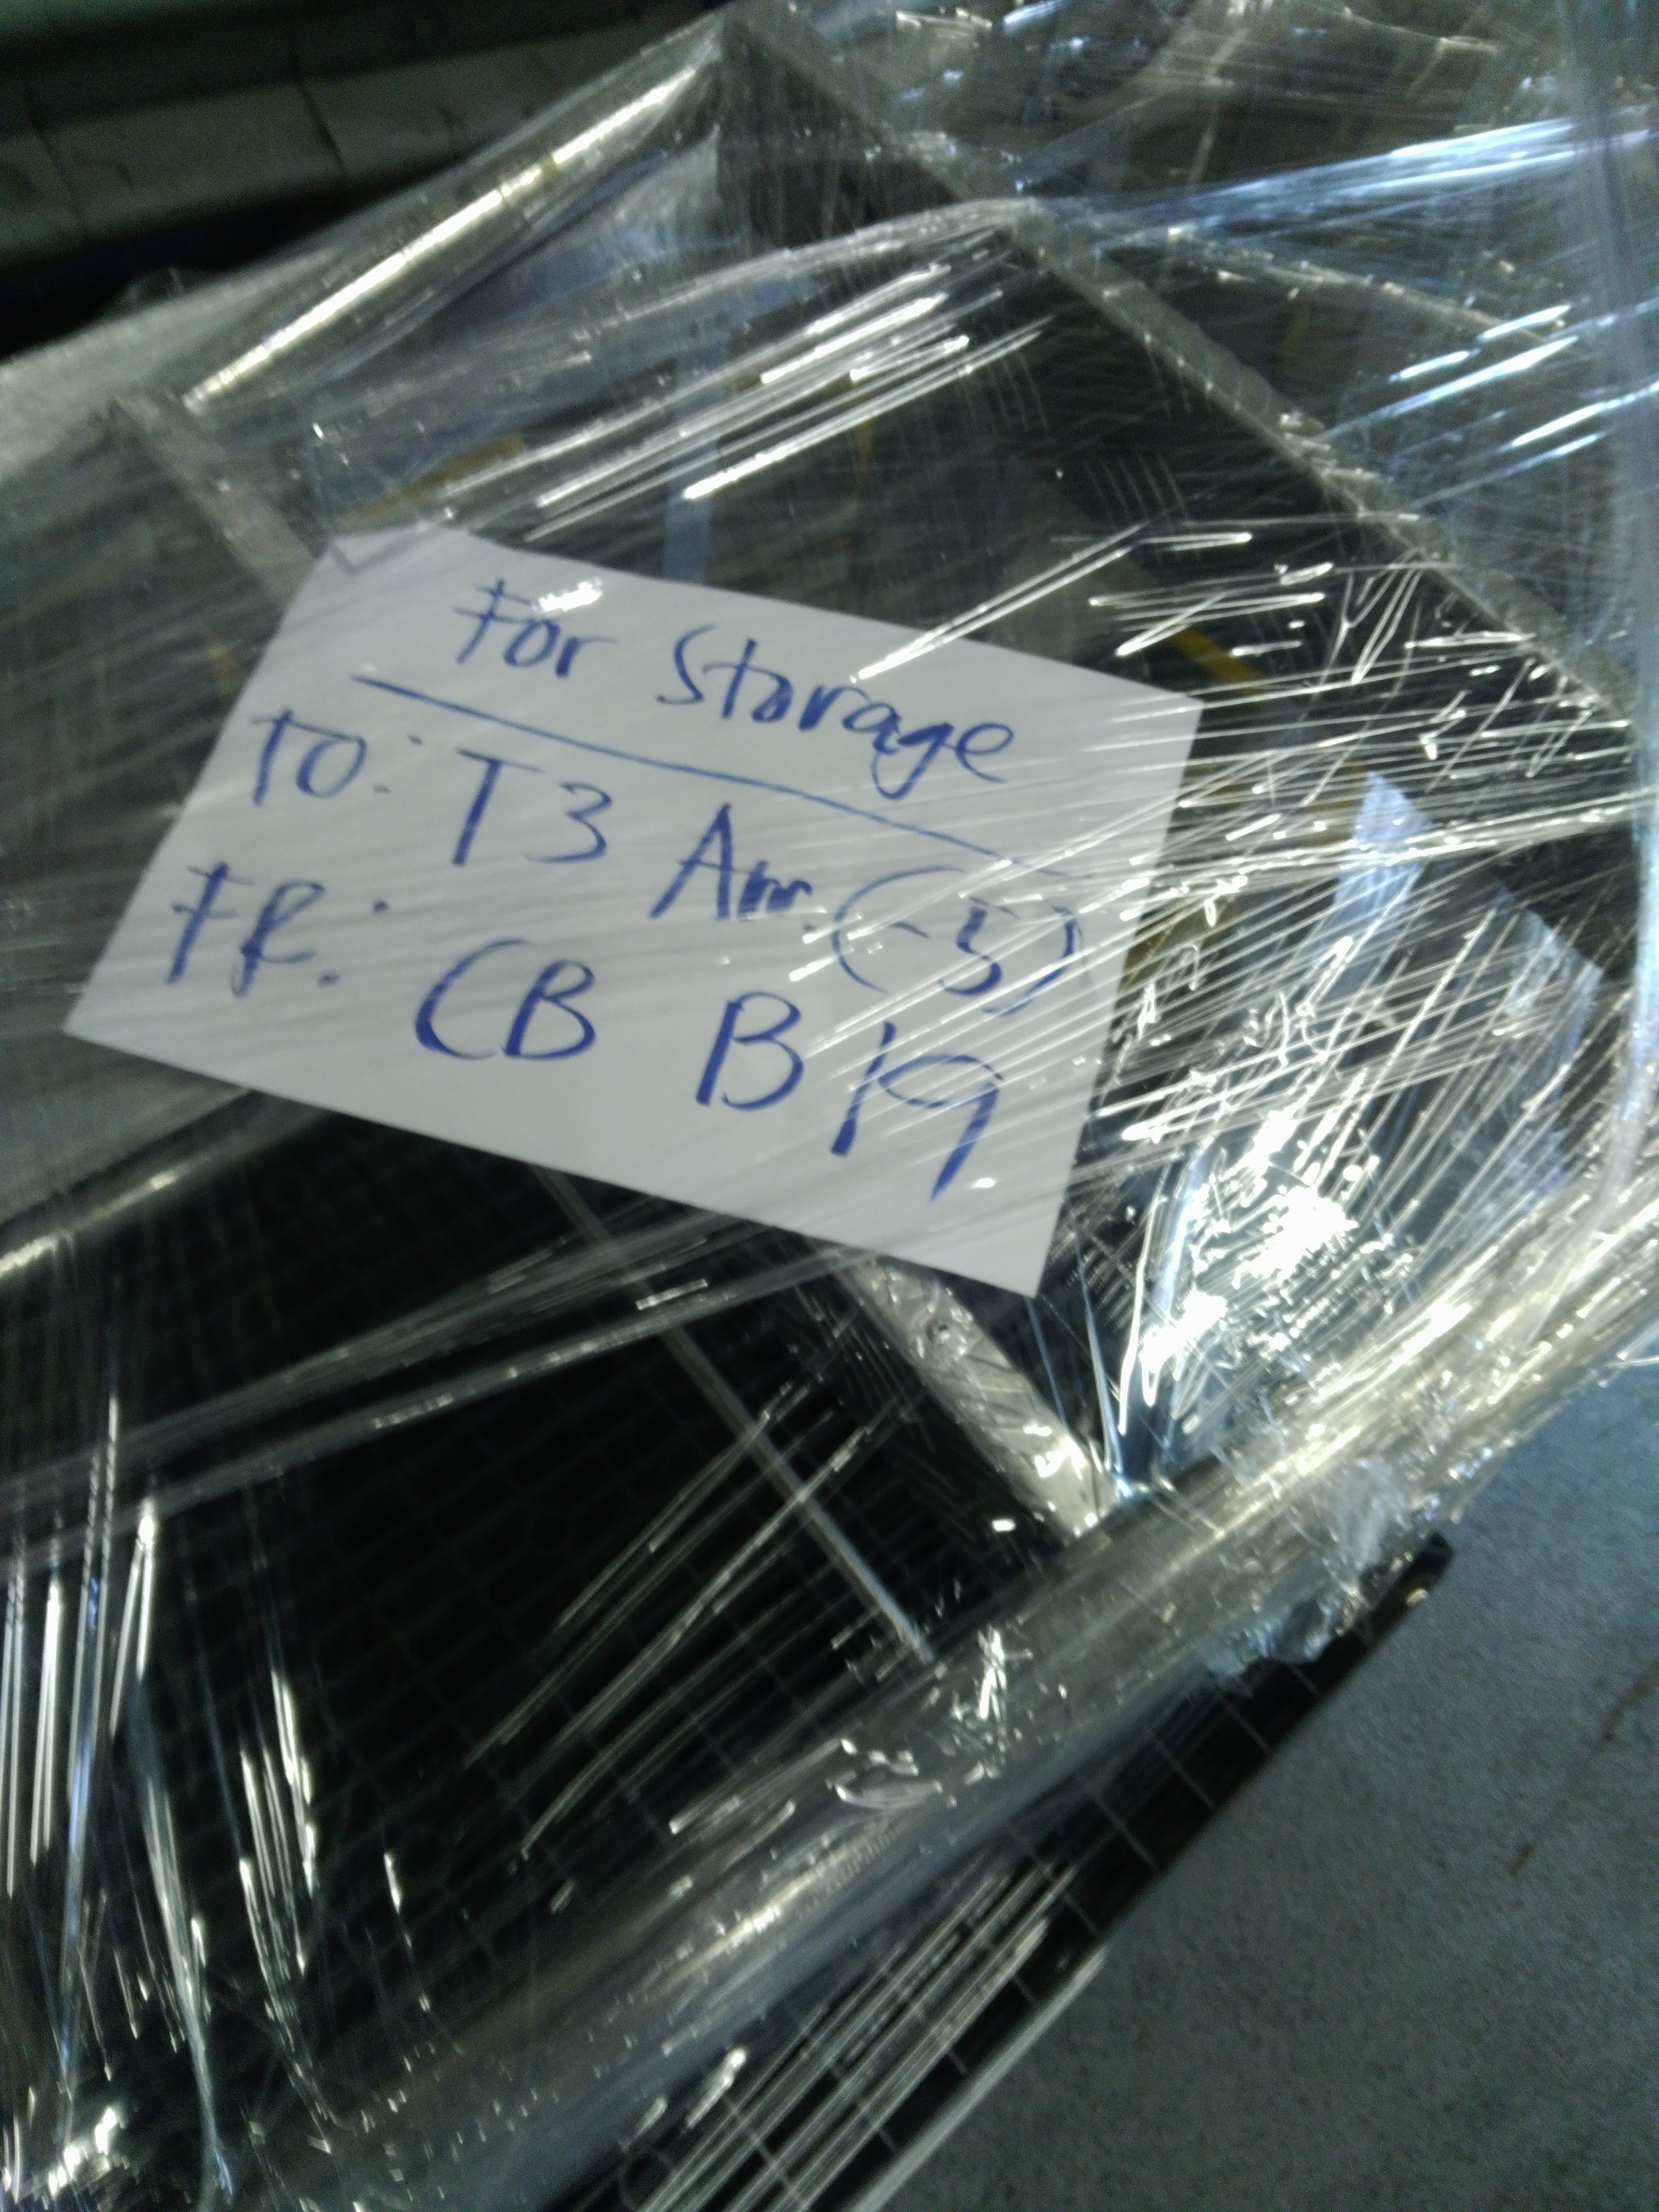 For Storage
TO: T3 Arr. (-5)
FR: CB B19